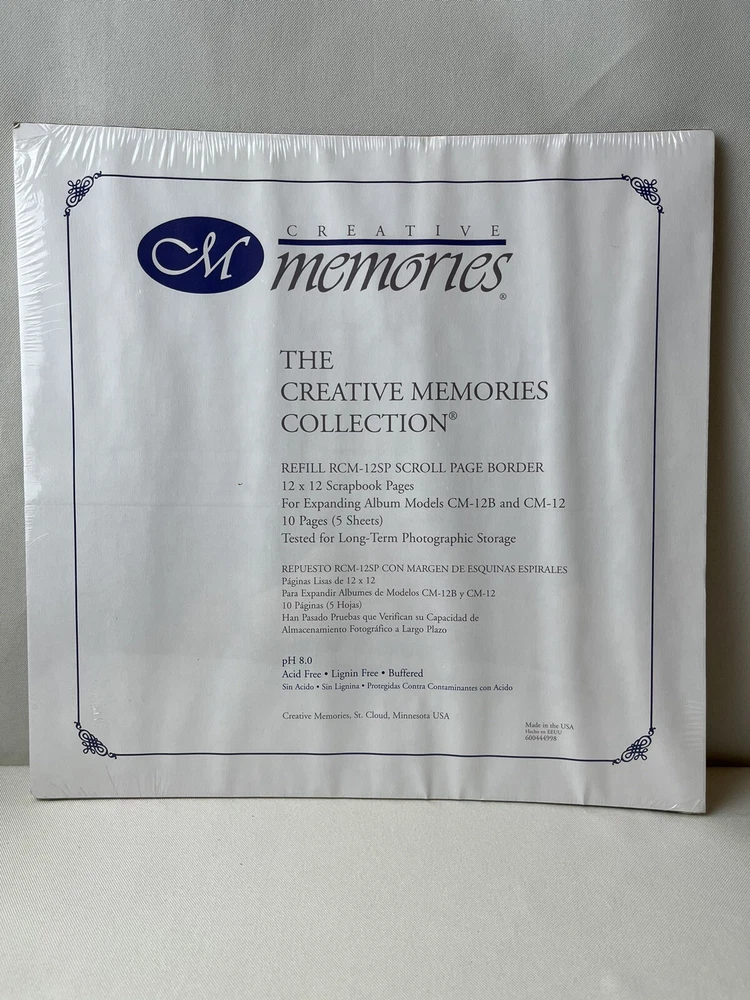 CM
CREATIVE
memories®
THE
CREATIVE MEMORIES
COLLECTION®
REFILL RCM-12SP SCROLL PAGE BORDER
12 x 12 Scrapbook Pages
For Expanding Album Models CM-12B and CM-12
10 Pages (5 Sheets)
Tested for Long-Term Photographic Storage
REPUESTO RCM-12SP CON MARGEN DE ESQUINAS ESPIRALES
Páginas Lisas de 12 x 12
Para Expandir Albumes de Modelos CM-12B y CM-12
10 Páginas (5 Hojas)
Han Pasado Pruebas que Verifican su Capacidad de
Almacenamiento Fotográfico a Largo Plazo
pH 8.0
Acid Free • Lignin Free • Buffered
Sin Acido • Sin Lignina • Protegidas Contra Contaminantes con Acido
Creative Memories, St. Cloud, Minnesota USA
Made in the USA
Hecho en EEUU
600444998